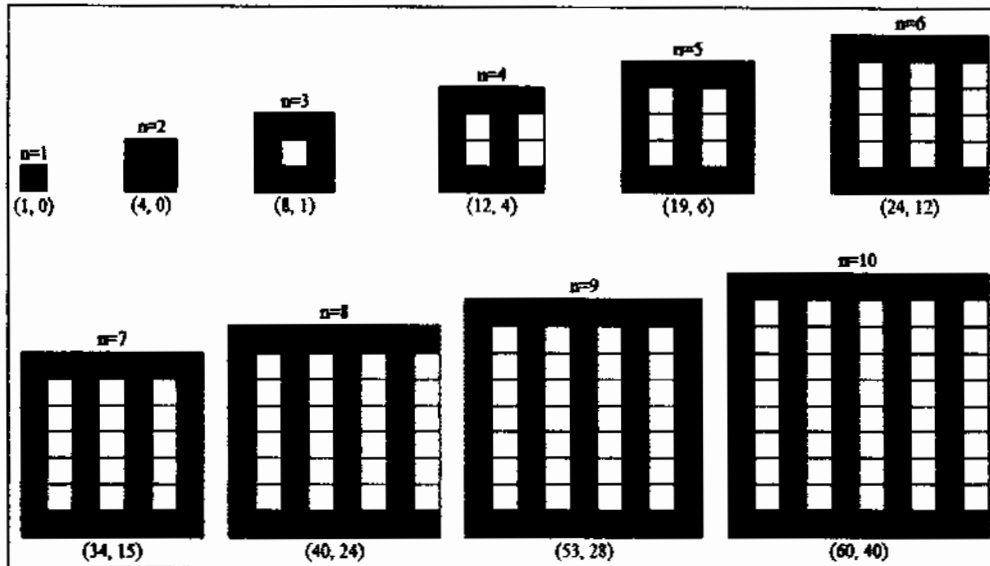 n=1
n=2
n=3
n=4
n=5
n=6
(1, 0)
(4, 0)
(8, 1)
(12, 4)
(19, 6)
(24, 12)
n=7
n=8
n=9
n=10
(34, 15)
(40, 24)
(53, 28)
(60, 40)